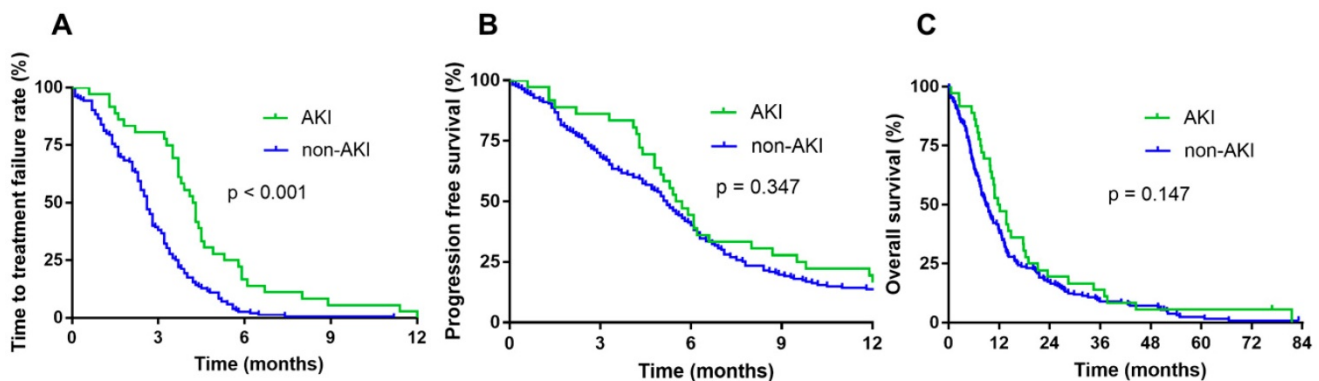 A
Time to treatment failure rate (%)
100
75
50
25
0
AKI
non-AKI
p < 0.001
0 3 6 9 12
Time (months)
B
Progression free survival (%)
100
75
50
25
0
AKI
non-AKI
p = 0.347
0 3 6 9 12
Time (months)
C
Overall survival (%)
100
75
50
25
0
AKI
non-AKI
p = 0.147
0 12 24 36 48 60 72 84
Time (months)